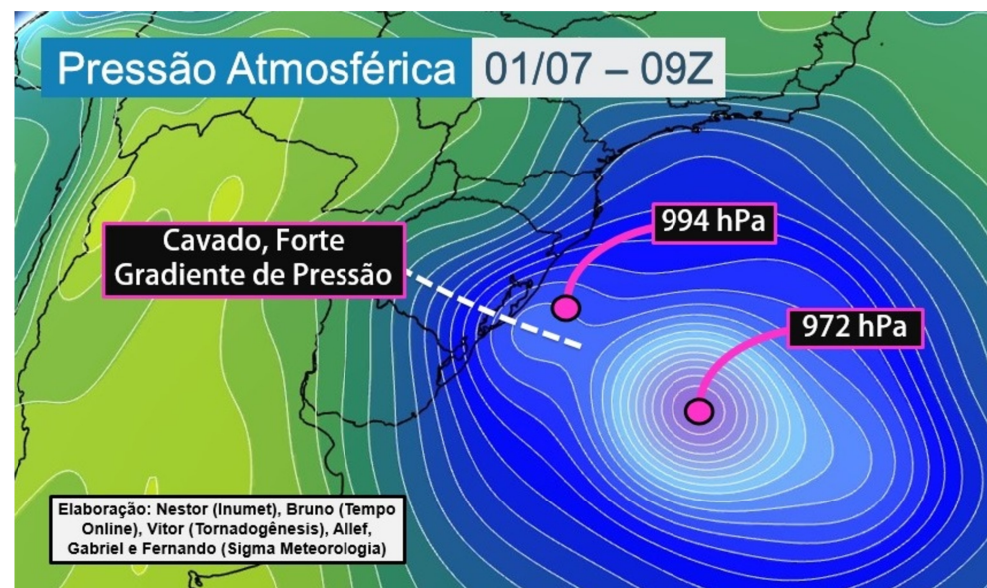 Pressão Atmosférica 01/07 – 09Z
994 hPa
Cavado, Forte
Gradiente de Pressão
972 hPa
Elaboração: Nestor (Inumet), Bruno (Tempo
Online), Vitor (Tornadogênesis), Allef,
Gabriel e Fernando (Sigma Meteorologia)